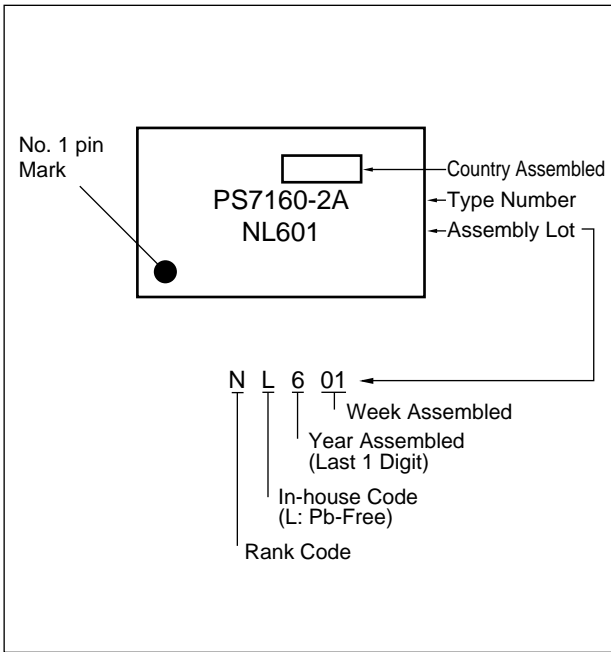 No. 1 pin
Mark
Country Assembled
PS7160-2A
Type Number
NL601
Assembly Lot
N L 6 01
Week Assembled
Year Assembled
(Last 1 Digit)
In-house Code
(L: Pb-Free)
Rank Code